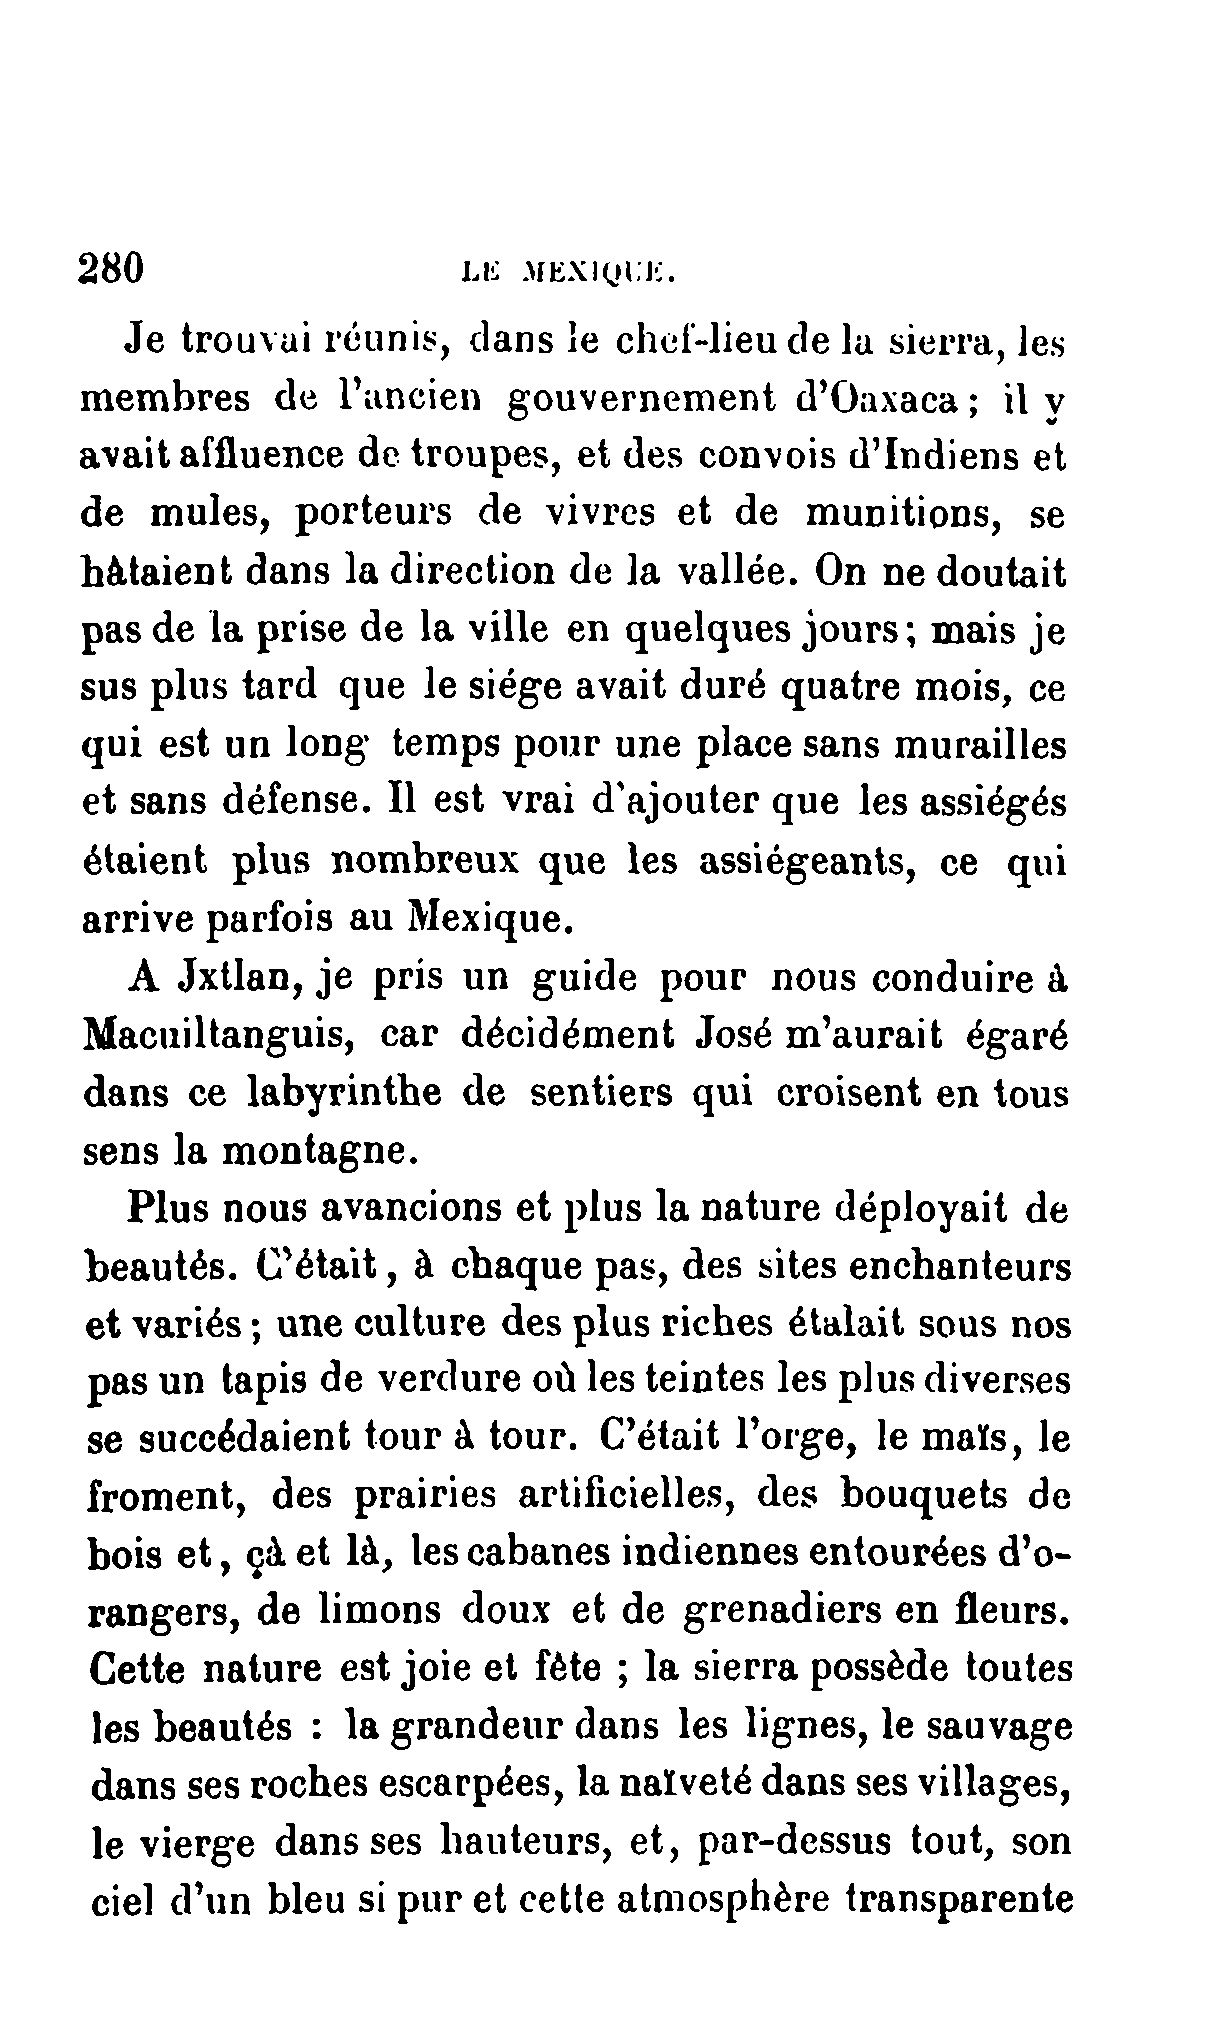 280 LE MEXIQUE.
Je trouvai réunis, dans le chef-lieu de la sierra, les
membres de l'ancien gouvernement d'Oaxaca ; il y
avait affluence de troupes, et des convois d'Indiens et
de mules, porteurs de vivres et de munitions, se
hâtaient dans la direction de la vallée. On ne doutait
pas de la prise de la ville en quelques jours ; mais je
sus plus tard que le siége avait duré quatre mois, ce
qui est un long temps pour une place sans murailles
et sans défense. Il est vrai d'ajouter que les assiégés
étaient plus nombreux que les assiégeants, ce qui
arrive parfois au Mexique.
A Jxtlan, je pris un guide pour nous conduire à
Macuiltanguis, car décidément José m'aurait égaré
dans ce labyrinthe de sentiers qui croisent en tous
sens la montagne.
Plus nous avancions et plus la nature déployait de
beautés. C'était, à chaque pas, des sites enchanteurs
et variés ; une culture des plus riches étalait sous nos
pas un tapis de verdure où les teintes les plus diverses
se succédaient tour à tour. C'était l'orge, le maïs, le
froment, des prairies artificielles, des bouquets de
bois et, çà et là, les cabanes indiennes entourées d'o-
rangers, de limons doux et de grenadiers en fleurs.
Cette nature est joie et fête ; la sierra possède toutes
les beautés : la grandeur dans les lignes, le sauvage
dans ses roches escarpées, la naïveté dans ses villages,
le vierge dans ses hauteurs, et, par-dessus tout, son
ciel d'un bleu si pur et cette atmosphère transparente